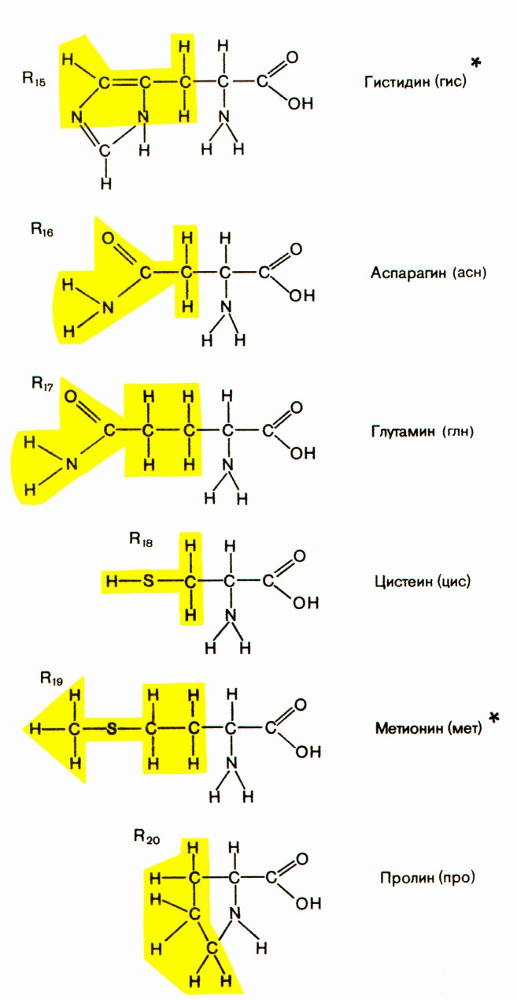 R15 Гистидин (гис) *
R16 Аспарагин (асн)
R17 Глутамин (глн)
R18 Цистеин (цис)
R19 Метионин (мет) *
R20 Пролин (про)